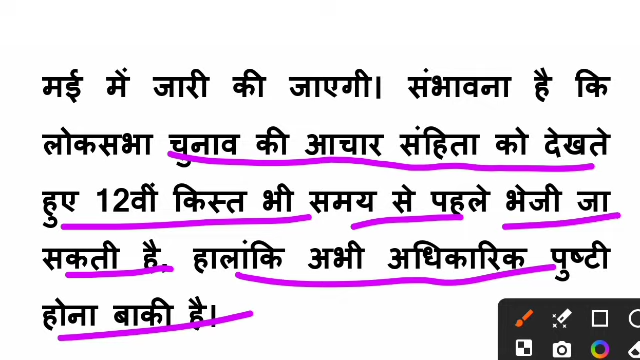 मई में जारी की जाएगी। संभावना है कि
लोकसभा चुनाव की आचार संहिता को देखते
हुए 12वीं किस्त भी समय से पहले भेजी जा
सकती है, हालांकि अभी अधिकारिक पुष्टी
होना बाकी है।